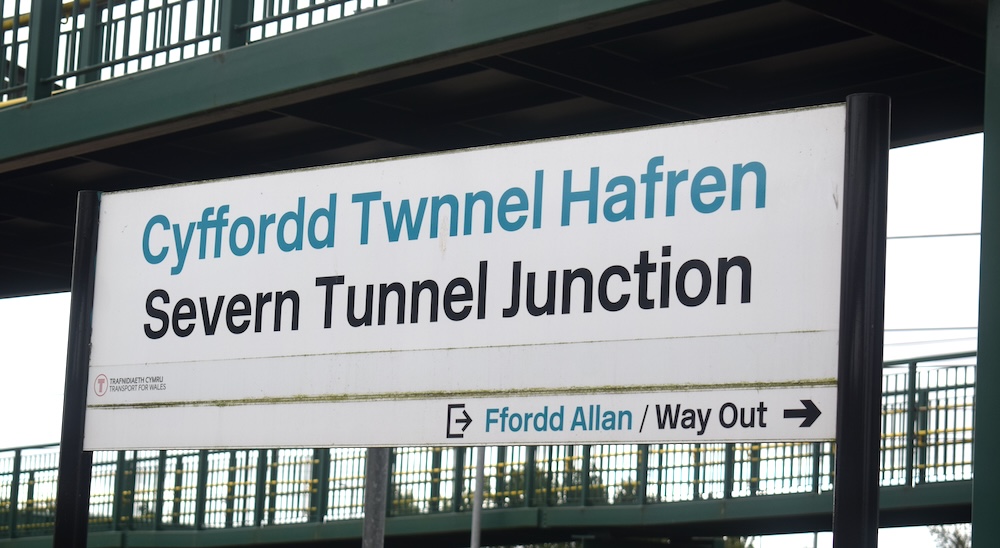 Cyffordd Twnnel Hafren
Severn Tunnel Junction
T
TRAFNIDIAETH CYMRU
TRANSPORT FOR WALES
Ffordd Allan / Way Out